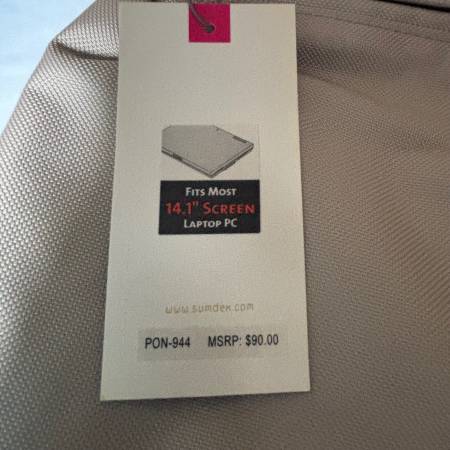 FITS MOST
14.1" SCREEN
LAPTOP PC
www.sumdex.com
PON-944 MSRP: $90.00